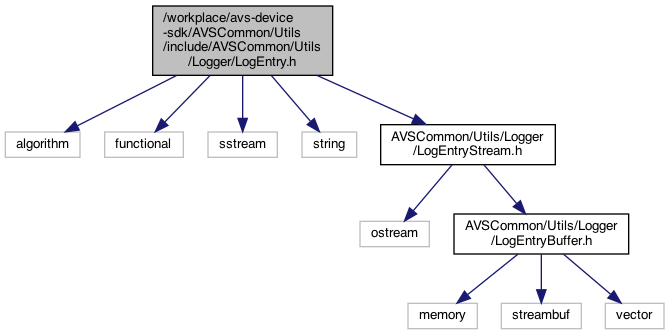 /workplace/avs-device
-sdk/AVSCommon/Utils
/include/AVSCommon/Utils
/Logger/LogEntry.h
algorithm
functional
sstream
string
AVSCommon/Utils/Logger
/LogEntryStream.h
ostream
AVSCommon/Utils/Logger
/LogEntryBuffer.h
memory
streambuf
vector